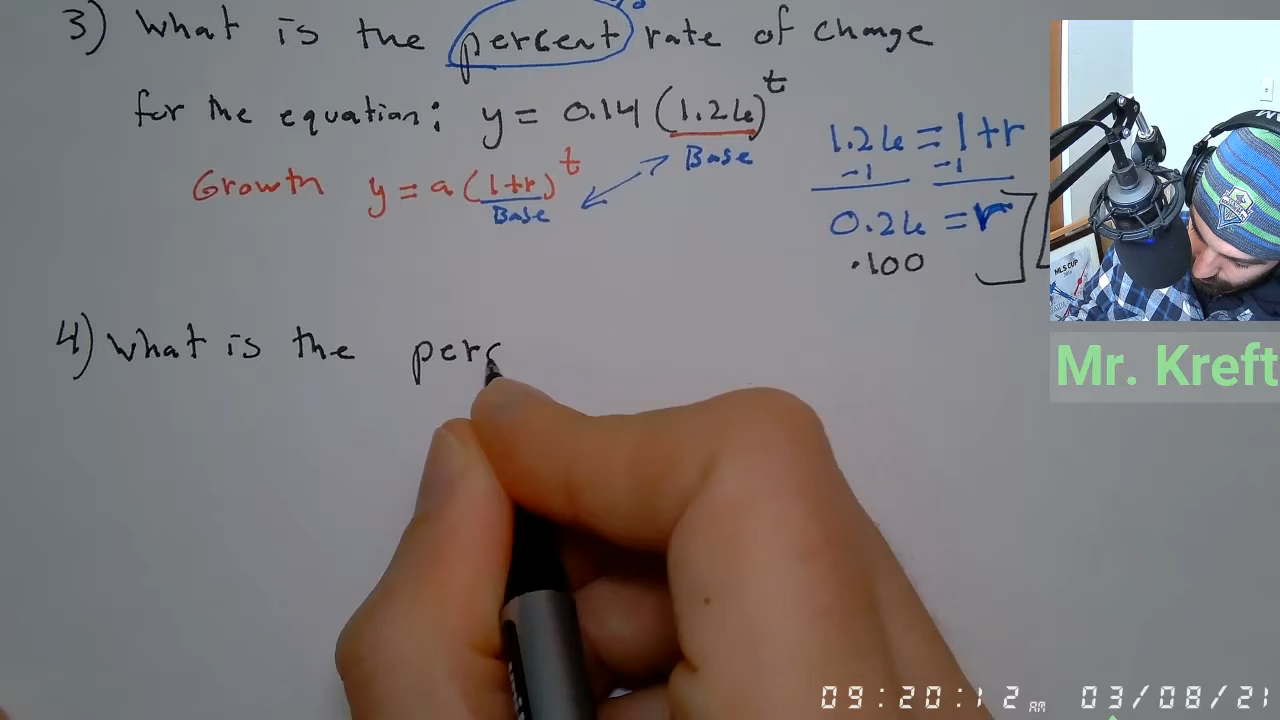 3) What is the percent rate of change
for the equation: y = 0.14 (1.26)^t
Growth y = a (1+r)^t
Base
Base
1.26 = 1+r
-1 -1
0.26 = r
.100
4) What is the perc
MLS CUP
Mr. Kreft
09:20:12 AM 03/08/21